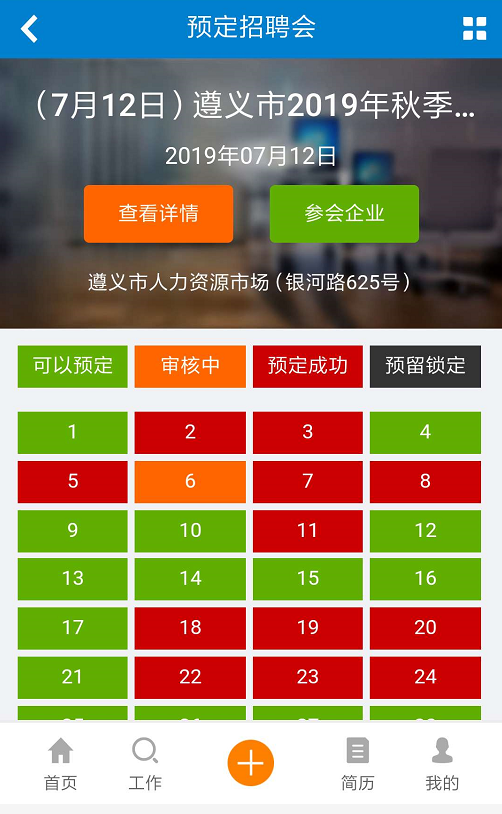 预定招聘会
（7月12日）遵义市2019年秋季...
2019年07月12日
查看详情 参会企业
遵义市人力资源市场（银河路625号）
可以预定 审核中 预定成功 预留锁定
1 2 3 4
5 6 7 8
9 10 11 12
13 14 15 16
17 18 19 20
21 22 23 24
首页 工作 简历 我的